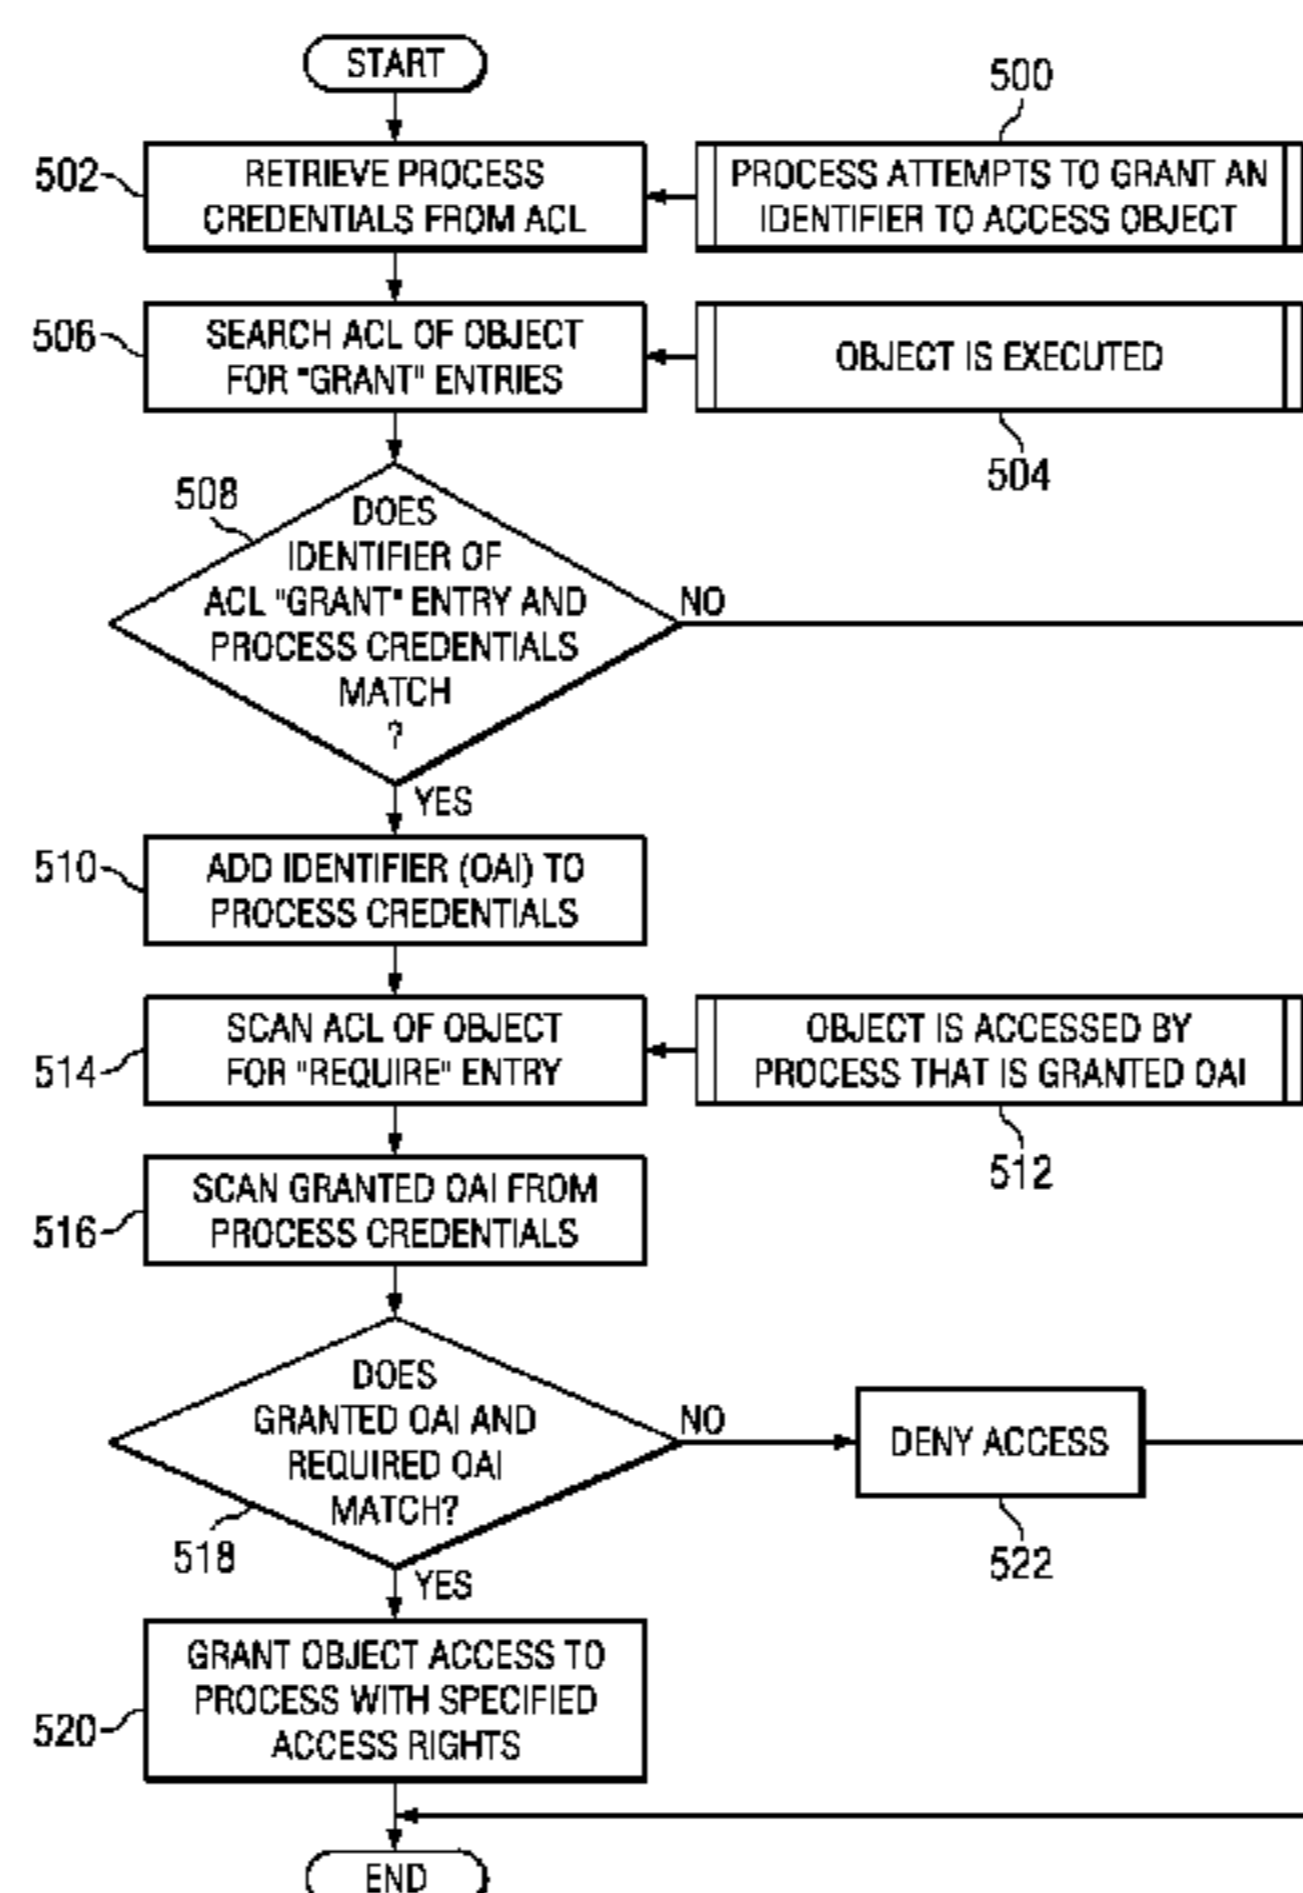 START
500
502
RETRIEVE PROCESS
CREDENTIALS FROM ACL
PROCESS ATTEMPTS TO GRANT AN
IDENTIFIER TO ACCESS OBJECT
506
SEARCH ACL OF OBJECT
FOR "GRANT" ENTRIES
OBJECT IS EXECUTED
504
508
DOES
IDENTIFIER OF
ACL "GRANT" ENTRY AND
PROCESS CREDENTIALS
MATCH
?
NO
YES
510
ADD IDENTIFIER (OAI) TO
PROCESS CREDENTIALS
514
SCAN ACL OF OBJECT
FOR "REQUIRE" ENTRY
OBJECT IS ACCESSED BY
PROCESS THAT IS GRANTED OAI
512
516
SCAN GRANTED OAI FROM
PROCESS CREDENTIALS
DOES
GRANTED OAI AND
REQUIRED OAI
MATCH?
NO
DENY ACCESS
518
522
YES
520
GRANT OBJECT ACCESS TO
PROCESS WITH SPECIFIED
ACCESS RIGHTS
END